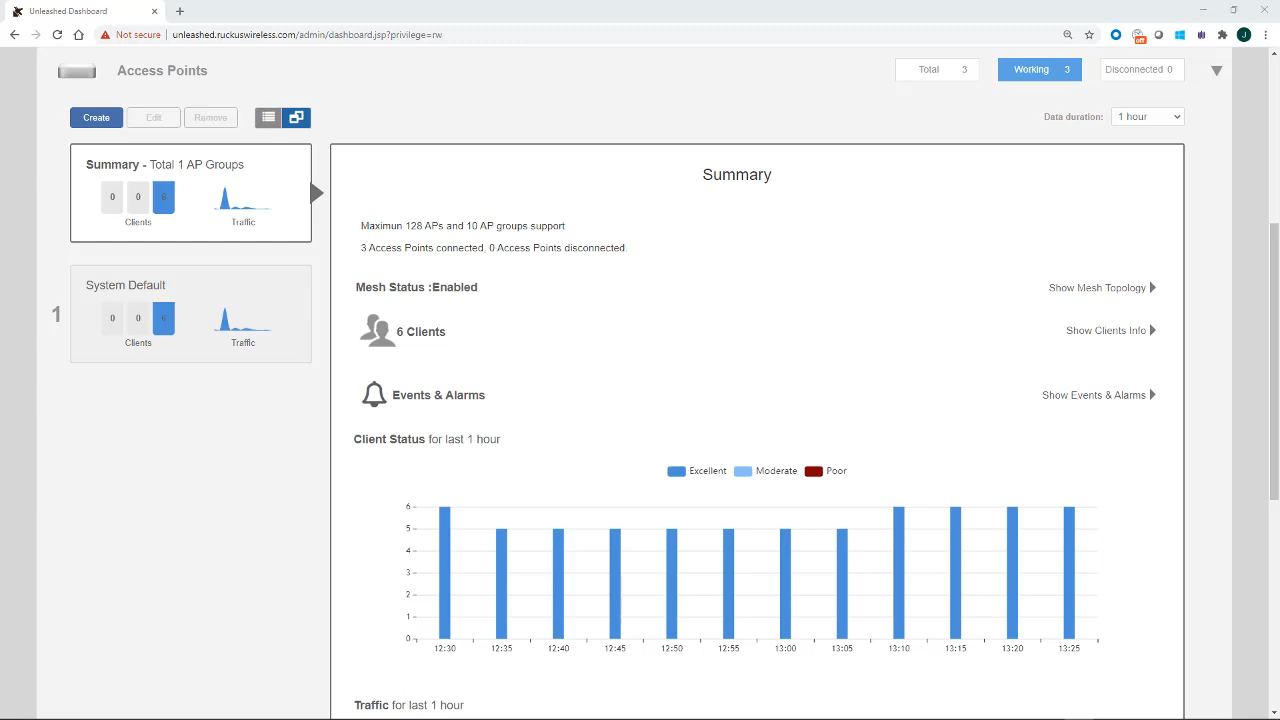 Unleashed Dashboard
Not secure unleashed.ruckuswireless.com/admin/dashboard.jsp?privilege=rw
off
J
Access Points
Total 3
Working 3
Disconnected 0
Create
Edit
Remove
Data duration:
1 hour
Summary - Total 1 AP Groups
0 0 6
Clients
Traffic
1
System Default
0 0 6
Clients
Traffic
Summary
Maximun 128 APs and 10 AP groups support
3 Access Points connected, 0 Access Points disconnected.
Mesh Status :Enabled
Show Mesh Topology
6 Clients
Show Clients Info
Events & Alarms
Show Events & Alarms
Client Status for last 1 hour
Excellent Moderate Poor
6
5
4
3
2
1
0
12:30 12:35 12:40 12:45 12:50 12:55 13:00 13:05 13:10 13:15 13:20 13:25
Traffic for last 1 hour